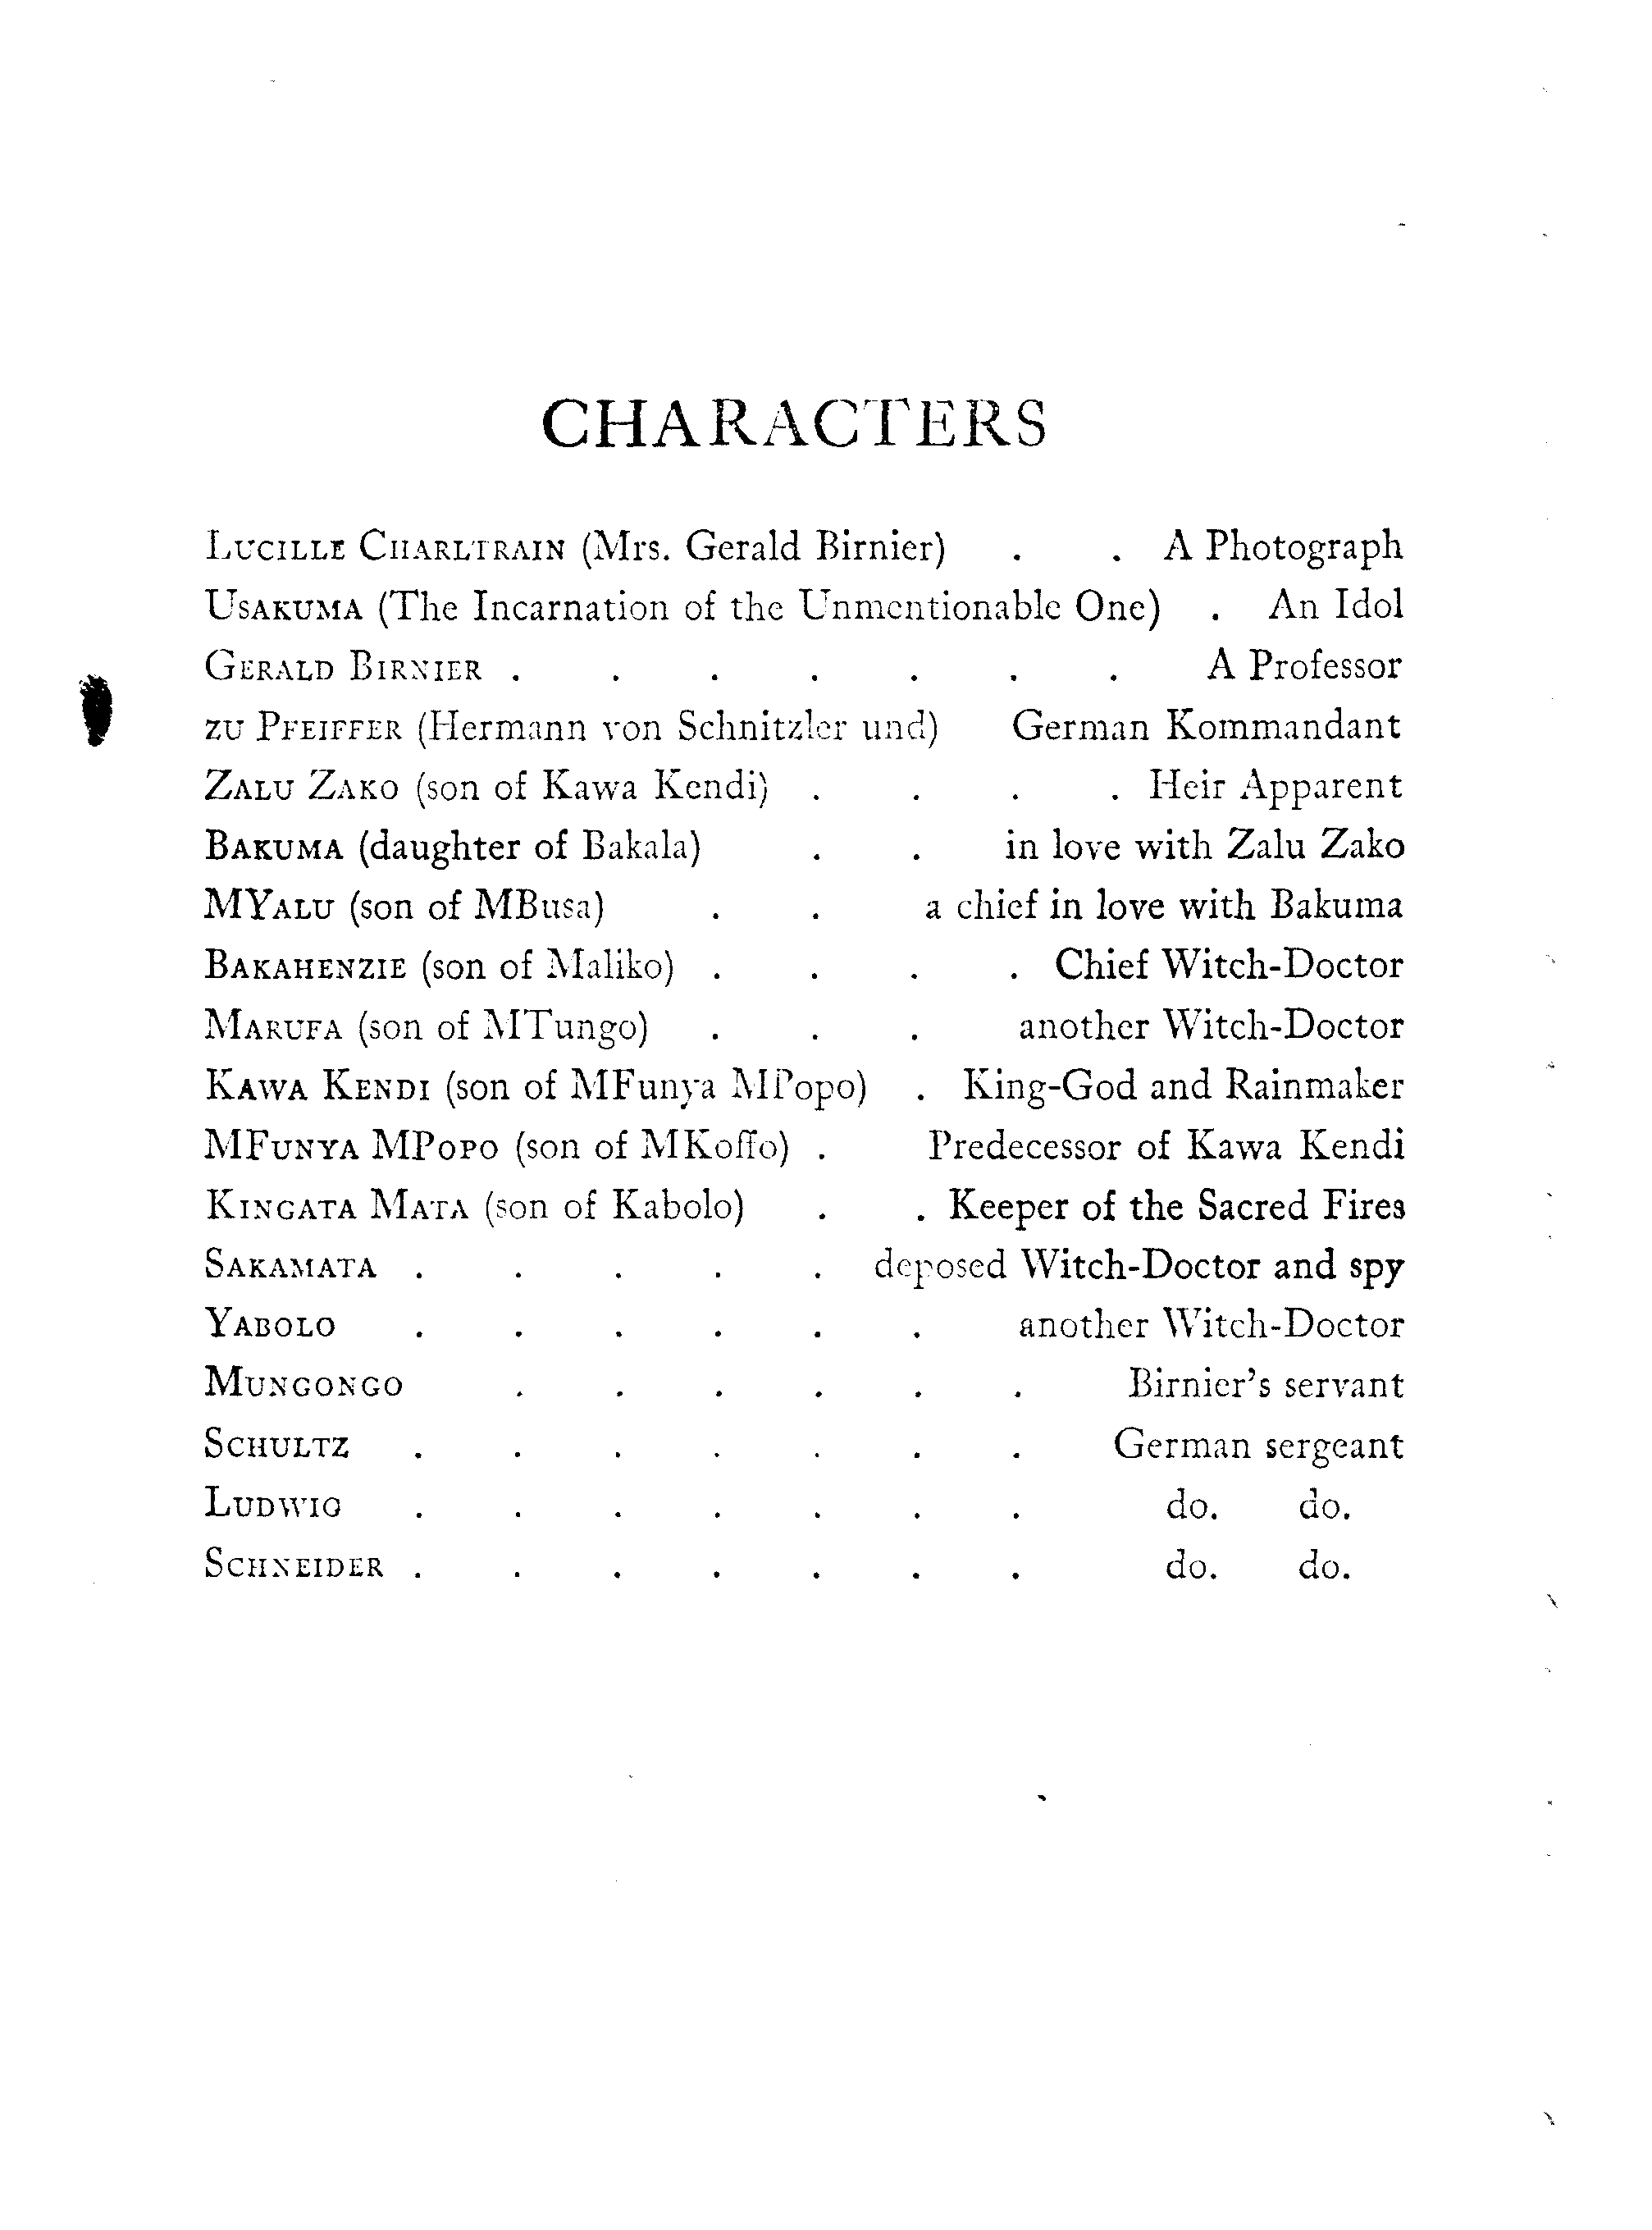 CHARACTERS
LUCILLE CHARLTRAIN (Mrs. Gerald Birnier) . . A Photograph
USAKUMA (The Incarnation of the Unmentionable One) . An Idol
GERALD BIRNIER . . . . . . . A Professor
ZU PFEIFFER (Hermann von Schnitzler und) German Kommandant
ZALU ZAKO (son of Kawa Kendi) . . . . Heir Apparent
BAKUMA (daughter of Bakala) . . in love with Zalu Zako
MYALU (son of MBusa) . . a chief in love with Bakuma
BAKAHENZIE (son of Maliko) . . . . Chief Witch-Doctor
MARUFA (son of MTungo) . . . another Witch-Doctor
KAWA KENDI (son of MFunya MPopo) . King-God and Rainmaker
MFUNYA MPOPO (son of MKoffo) . Predecessor of Kawa Kendi
KINGATA MATA (son of Kabolo) . . Keeper of the Sacred Fires
SAKAMATA . . . . . deposed Witch-Doctor and spy
YABOLO . . . . . . another Witch-Doctor
MUNGONGO . . . . . . Birnier's servant
SCHULTZ . . . . . . . German sergeant
LUDWIG . . . . . . . do. do.
SCHNEIDER . . . . . . . do. do.